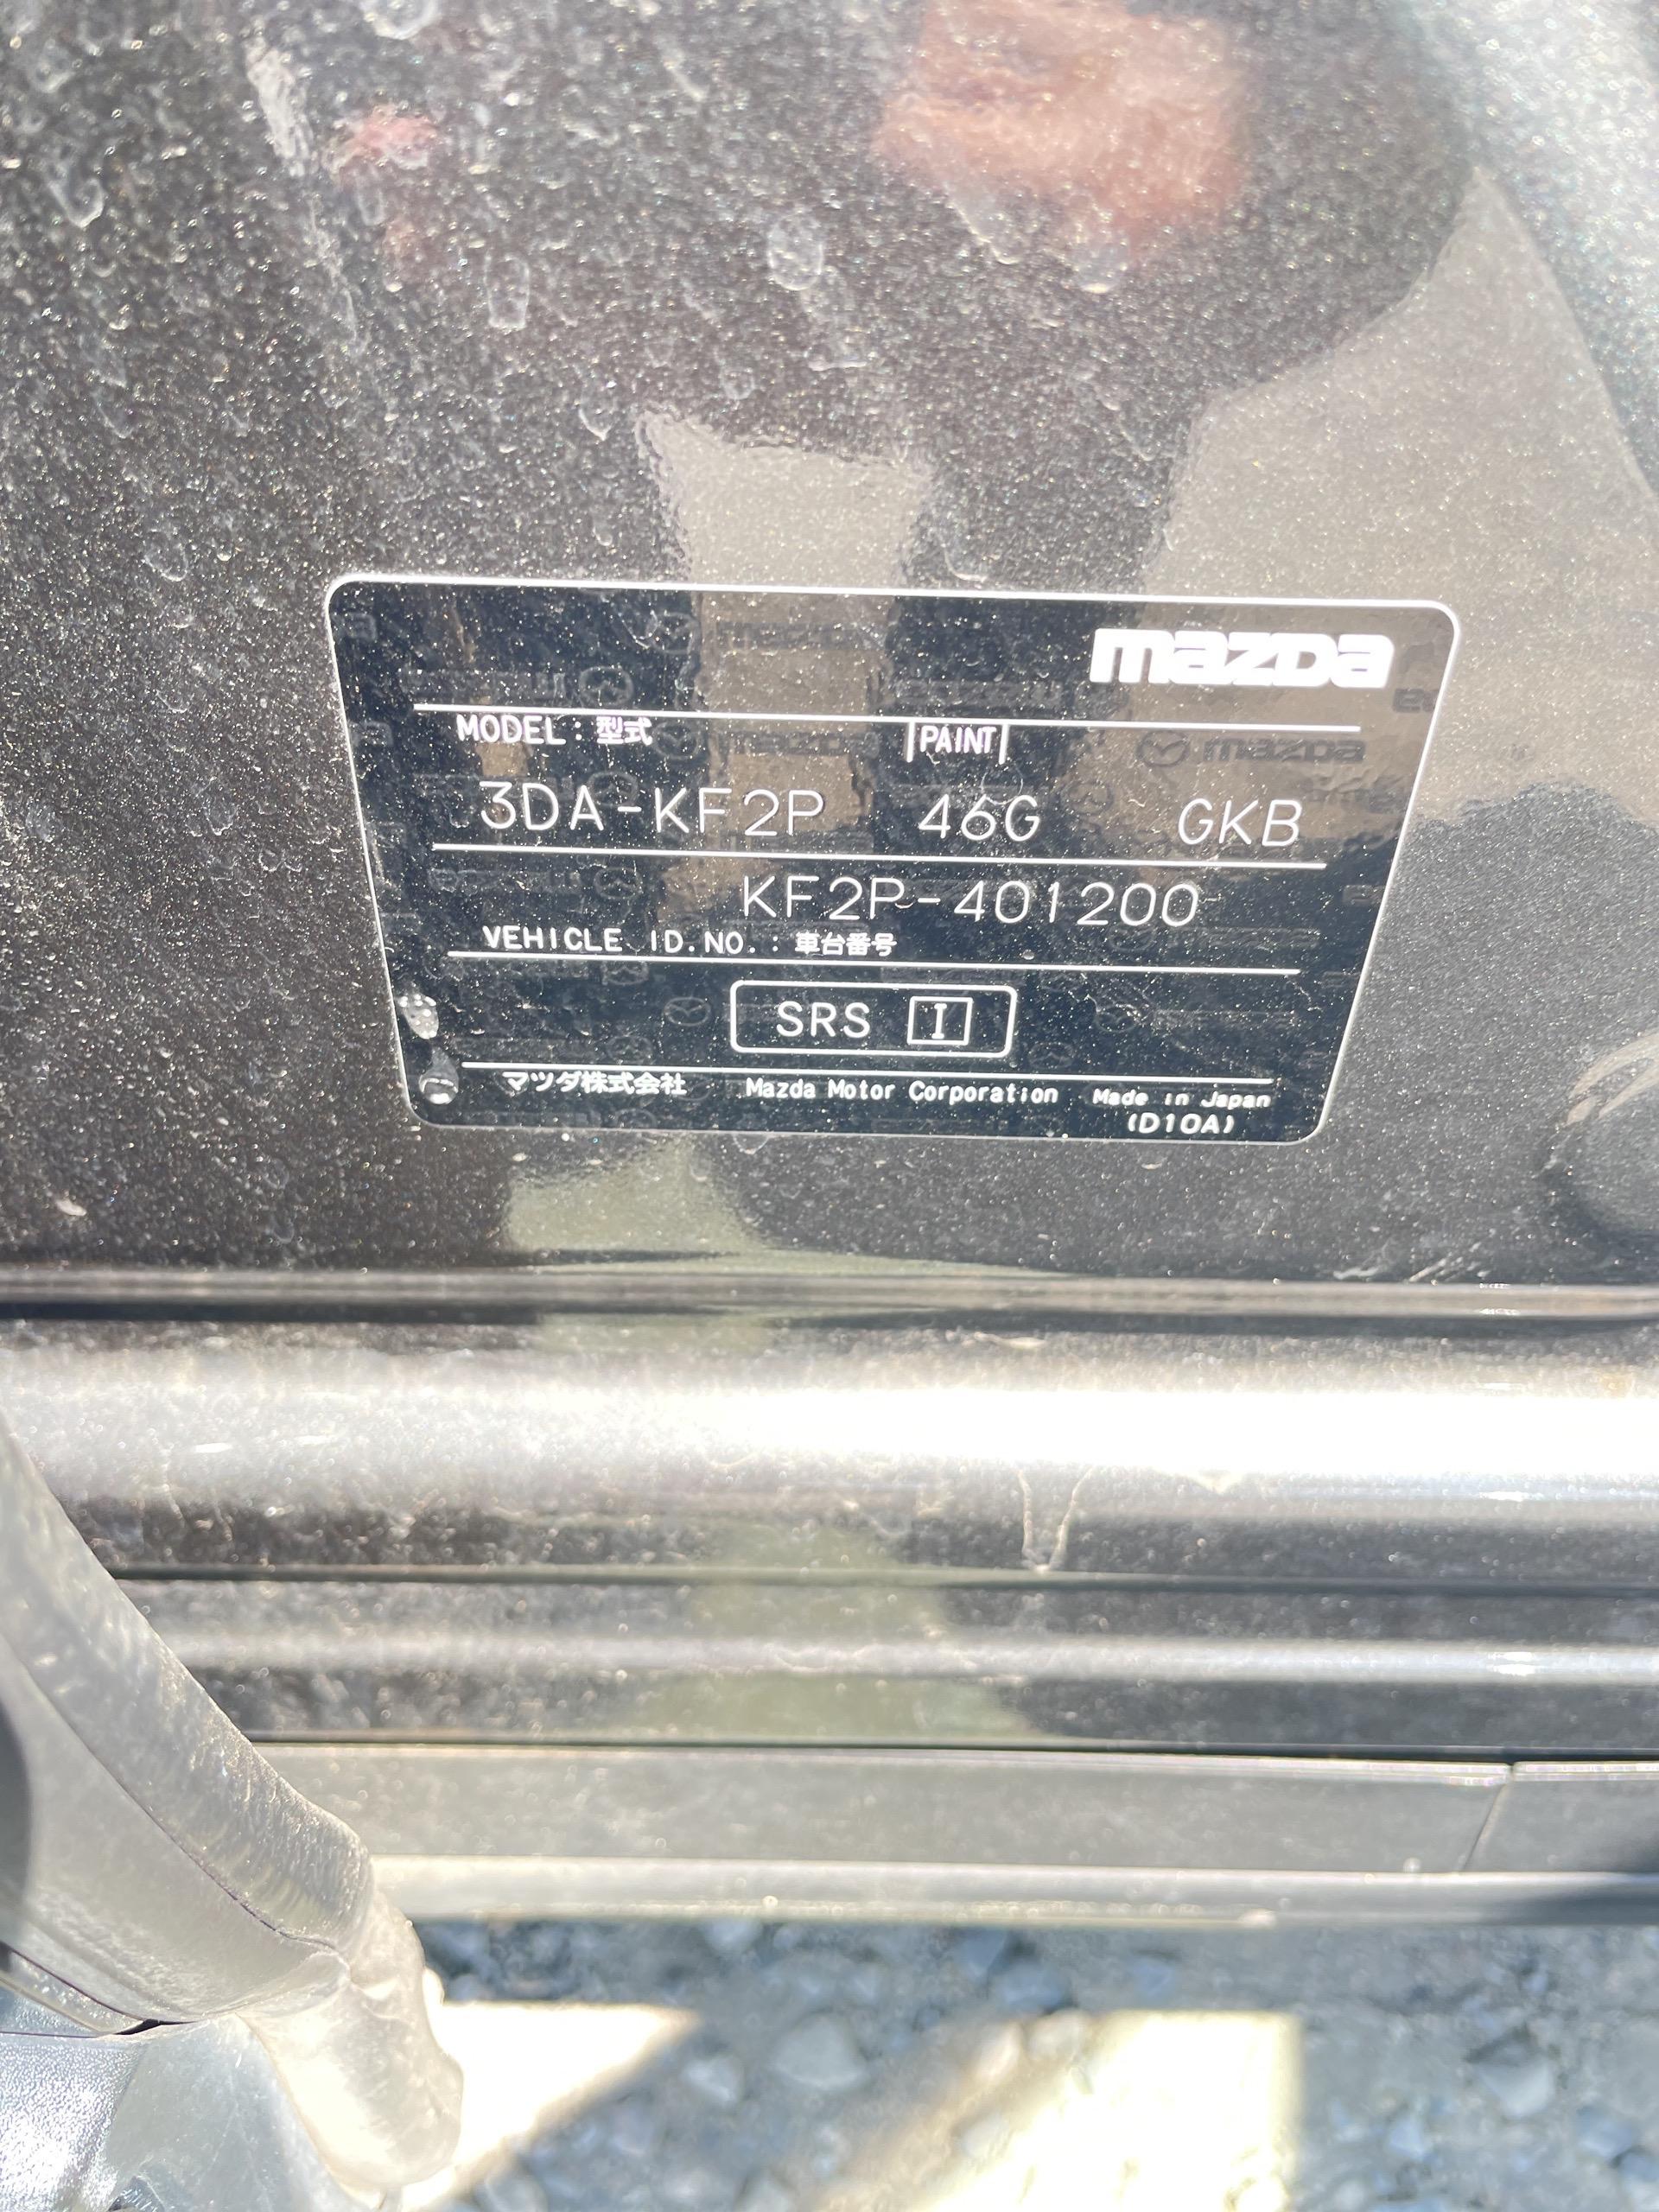 mazda
MODEL : 型式 PAINT
3DA-KF2P 46G GKB
KF2P-401200
VEHICLE ID.NO.: 車台番号
SRS I
マツダ株式会社 Mazda Motor Corporation Made in Japan
(D10A)